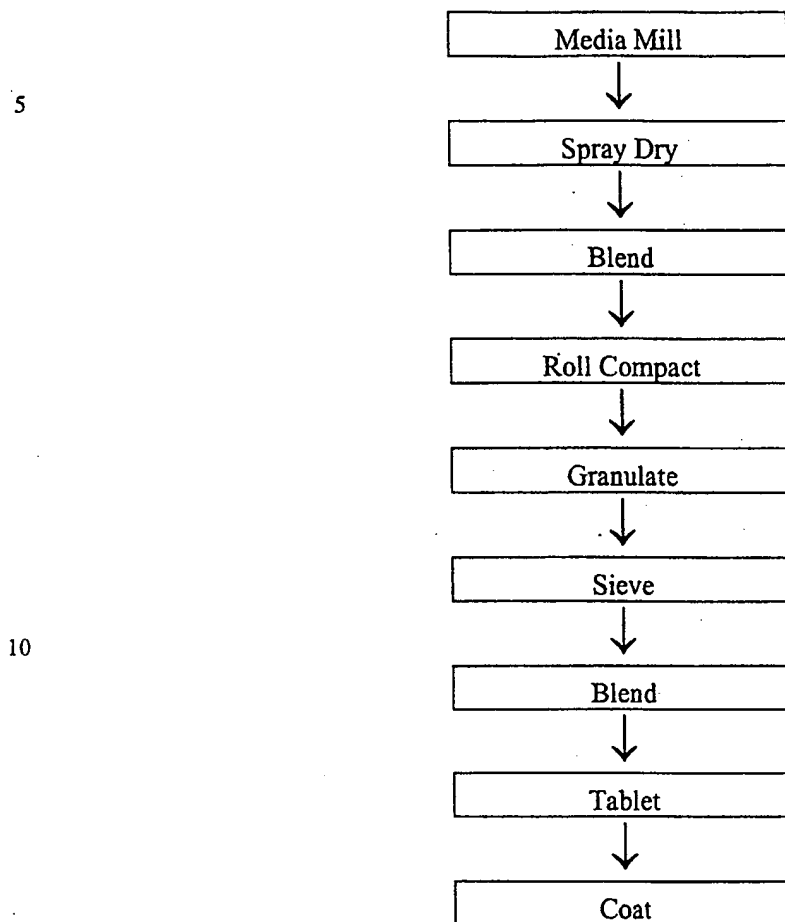 Media Mill
5
Spray Dry
Blend
Roll Compact
Granulate
Sieve
10
Blend
Tablet
Coat